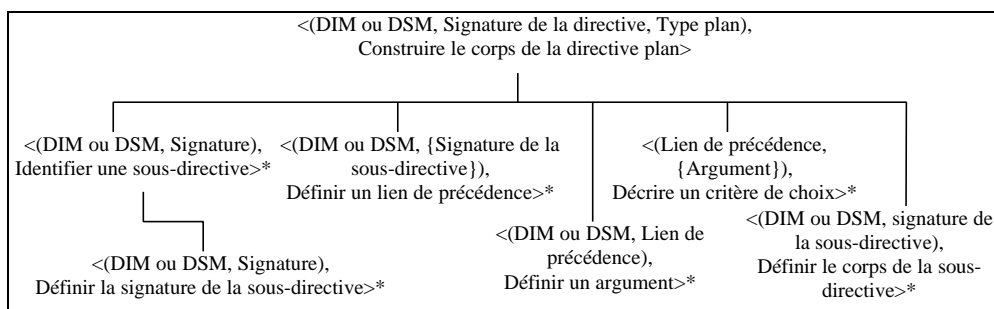 <(DIM ou DSM, Signature de la directive, Type plan),
Construire le corps de la directive plan>
<(DIM ou DSM, Signature),
Identifier une sous-directive>*
<(DIM ou DSM, {Signature de la
sous-directive}),
Définir un lien de précédence>*
<(Lien de précédence,
{Argument}),
Décrire un critère de choix>*
<(DIM ou DSM, Signature),
Définir la signature de la sous-directive>*
<(DIM ou DSM, Lien de
précédence),
Définir un argument>*
<(DIM ou DSM, signature de
la sous-directive),
Définir le corps de la sous-
directive>*